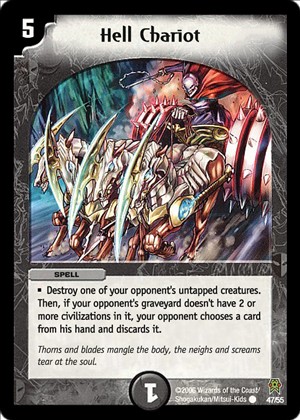 5
Hell Chariot
SPELL
▪ Destroy one of your opponent's untapped creatures.
Then, if your opponent's graveyard doesn't have 2 or
more civilizations in it, your opponent chooses a card
from his hand and discards it.
Thorns and blades mangle the body, the neighs and screams
tear at the soul.
1
©2006 Wizards of the Coast/
Shogakukan/Mitsui-Kids
47/55